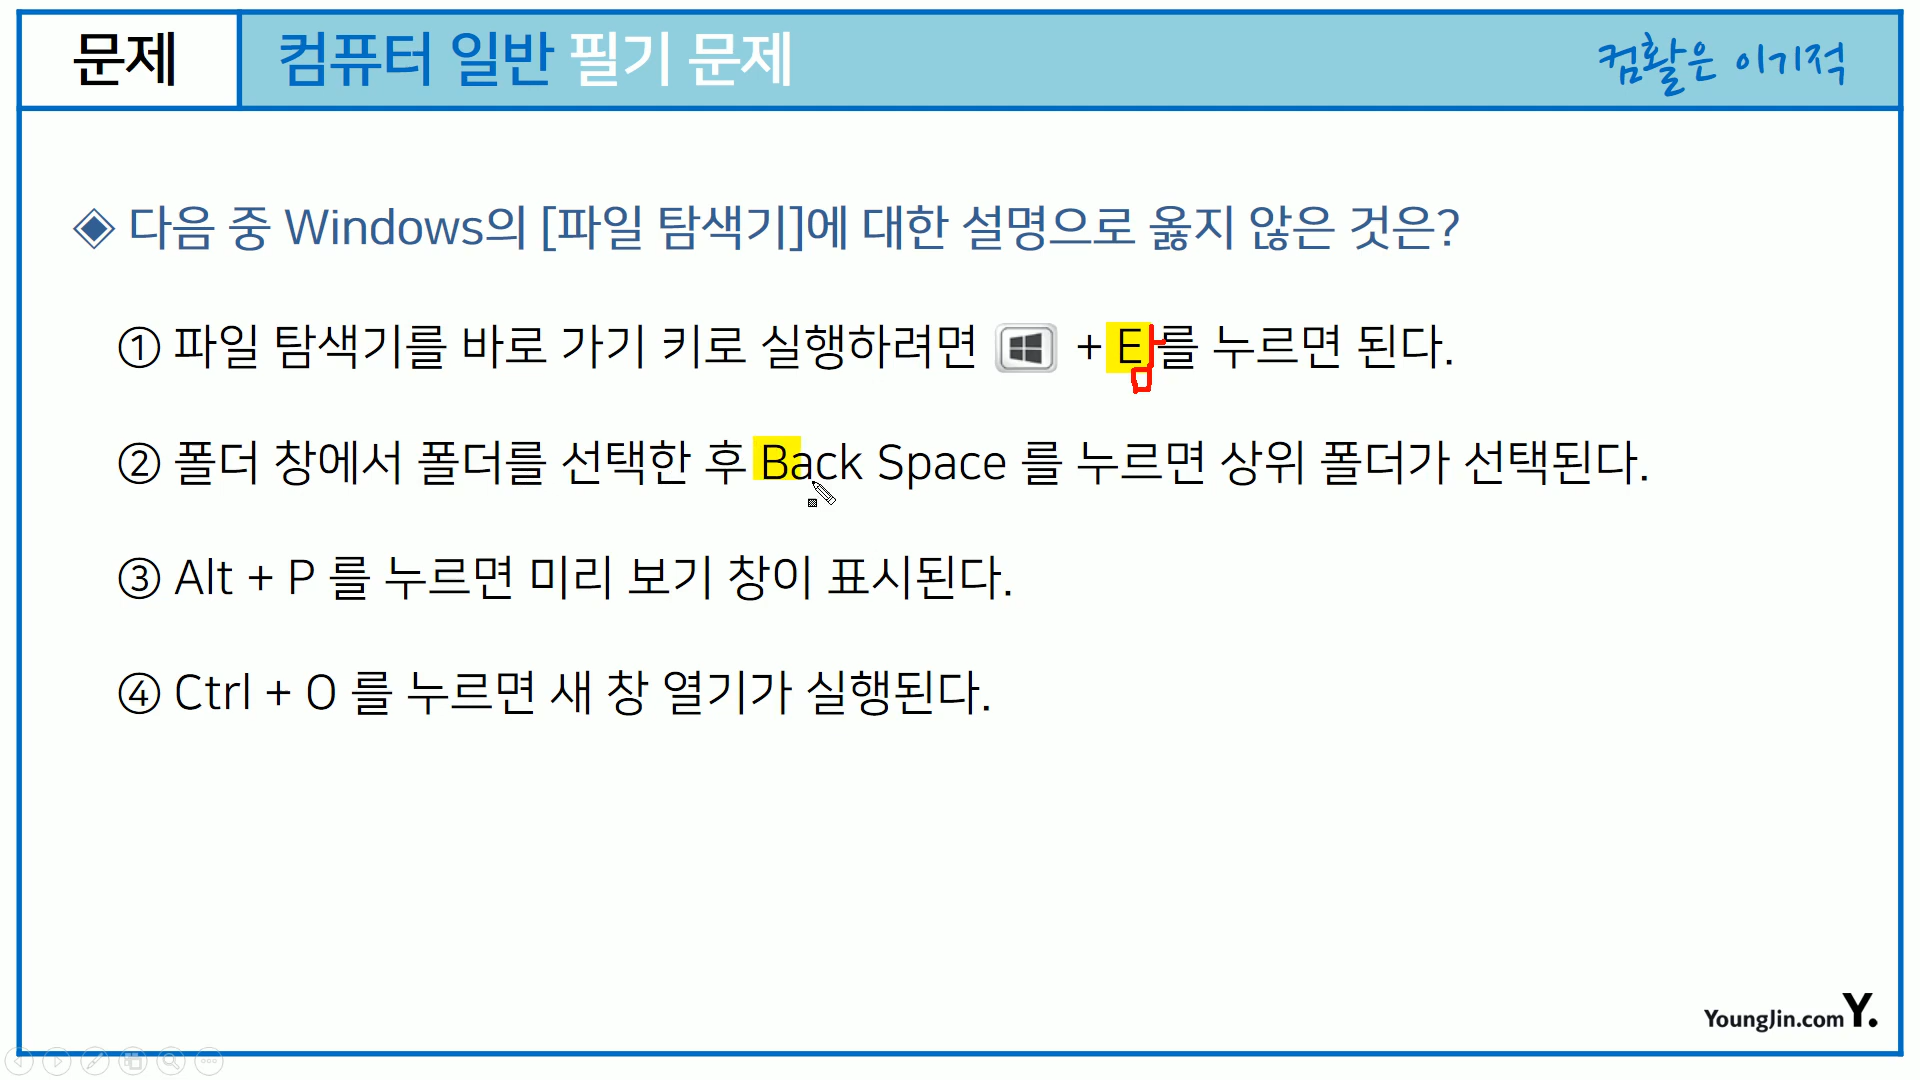 문제
컴퓨터 일반 필기 문제
컴활은 이기적
◈ 다음 중 Windows의 [파일 탐색기]에 대한 설명으로 옳지 않은 것은?
① 파일 탐색기를 바로 가기 키로 실행하려면 + E 를 누르면 된다.
② 폴더 창에서 폴더를 선택한 후 Back Space 를 누르면 상위 폴더가 선택된다.
③ Alt + P 를 누르면 미리 보기 창이 표시된다.
④ Ctrl + O 를 누르면 새 창 열기가 실행된다.
YoungJin.com Y.